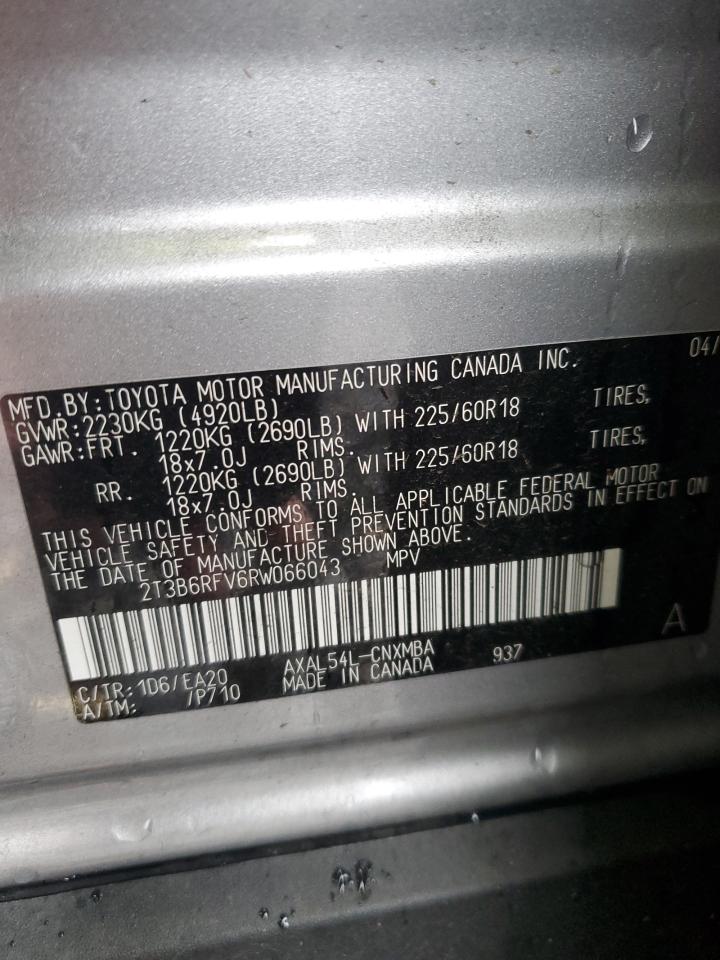 MFD.BY:TOYOTA MOTOR MANUFACTURING CANADA INC. 04/
GVWR:2230KG (4920LB)
GAWR:FRT. 1220KG (2690LB) WITH 225/60R18 TIRES,
18x7.0J RIMS.
RR. 1220KG (2690LB) WITH 225/60R18 TIRES,
18x7.0J RIMS.
THIS VEHICLE CONFORMS TO ALL APPLICABLE FEDERAL MOTOR
VEHICLE SAFETY AND THEFT PREVENTION STANDARDS IN EFFECT ON
THE DATE OF MANUFACTURE SHOWN ABOVE.
2T3B6RFV6RW066043 MPV
A
C/TR:1D6/EA20 AXAL54L-CNXMBA 937
A/TM: /P710 MADE IN CANADA